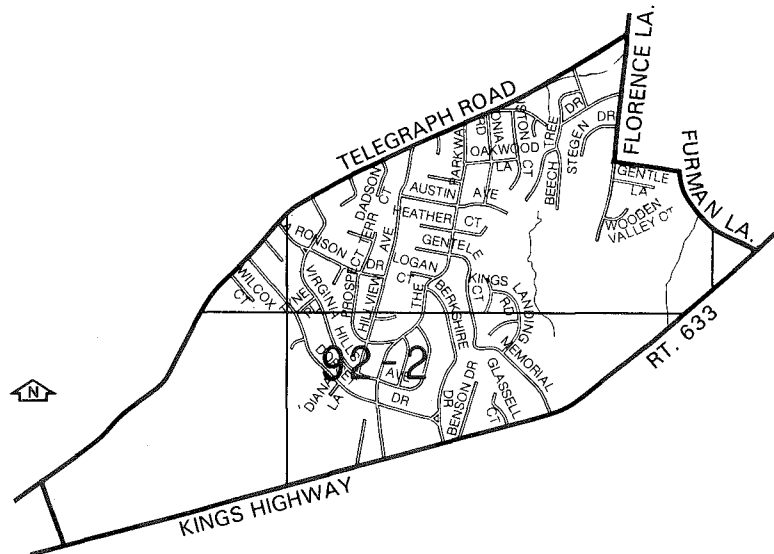 TELEGRAPH ROAD
FLORENCE LA.
FURMAN LA.
RT. 633
KINGS HIGHWAY
N
92-2
DR
BEECH TREE
STEGEN DR
OAKWOOD
LA
CT
PARKWAY
RD
GENTLE
LA
WOODEN
VALLEY CT
DADSON
CT
AUSTIN AVE
HEATHER CT
TERR
PROSPECT
HILLVIEW AVE
LA RONSON DR
LOGAN
CT
GENTELE
CT
THE
BERKSHIRE
DR
KINGS
LANDING
RD
WILCOX
CT
VIRGINIA HILLS
AVE
DIANA
LA
DR
BENSON DR
GLASSELL
CT
MEMORIAL